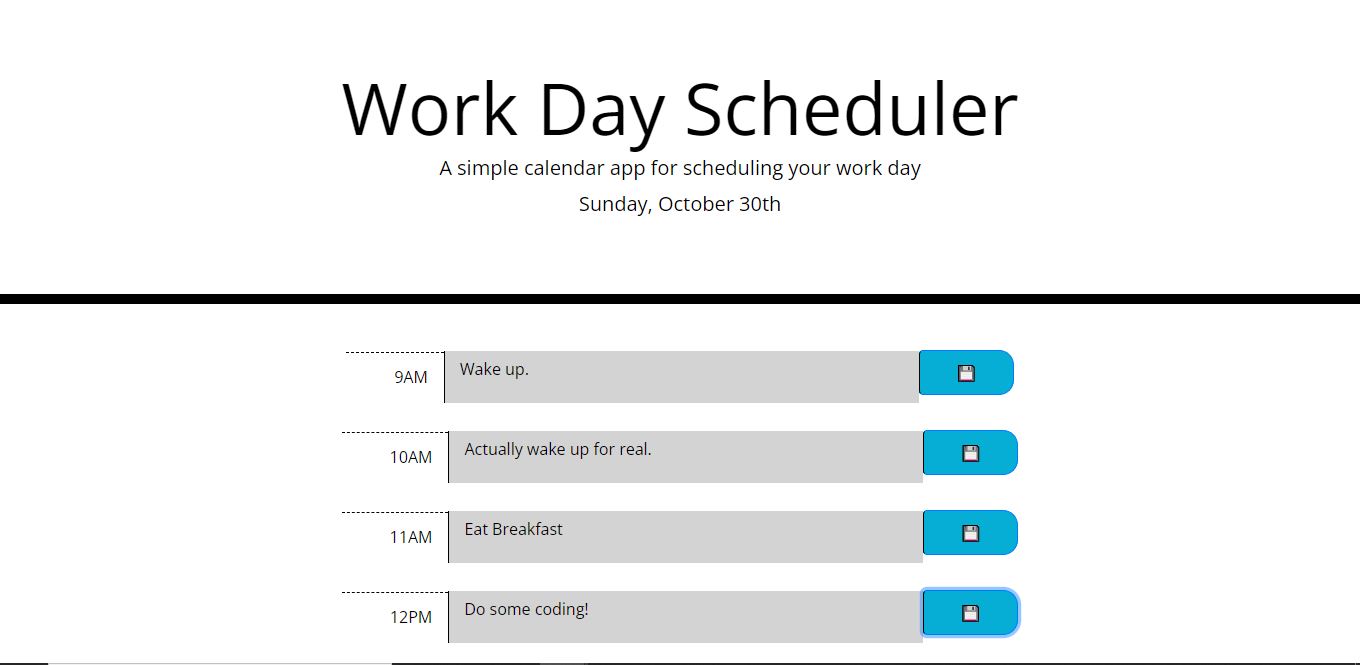 Work Day Scheduler
A simple calendar app for scheduling your work day
Sunday, October 30th
9AM Wake up.
10AM Actually wake up for real.
11AM Eat Breakfast
12PM Do some coding!